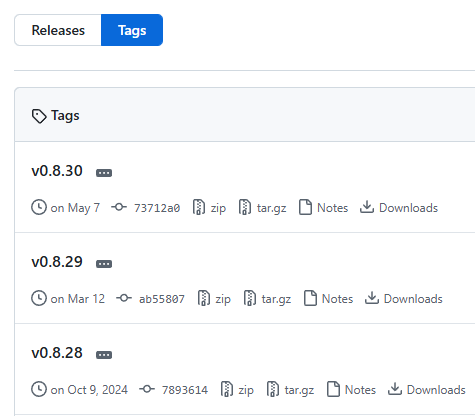 Releases Tags
Tags
v0.8.30
on May 7 73712a0 zip tar.gz Notes Downloads
v0.8.29
on Mar 12 ab55807 zip tar.gz Notes Downloads
v0.8.28
on Oct 9, 2024 7893614 zip tar.gz Notes Downloads